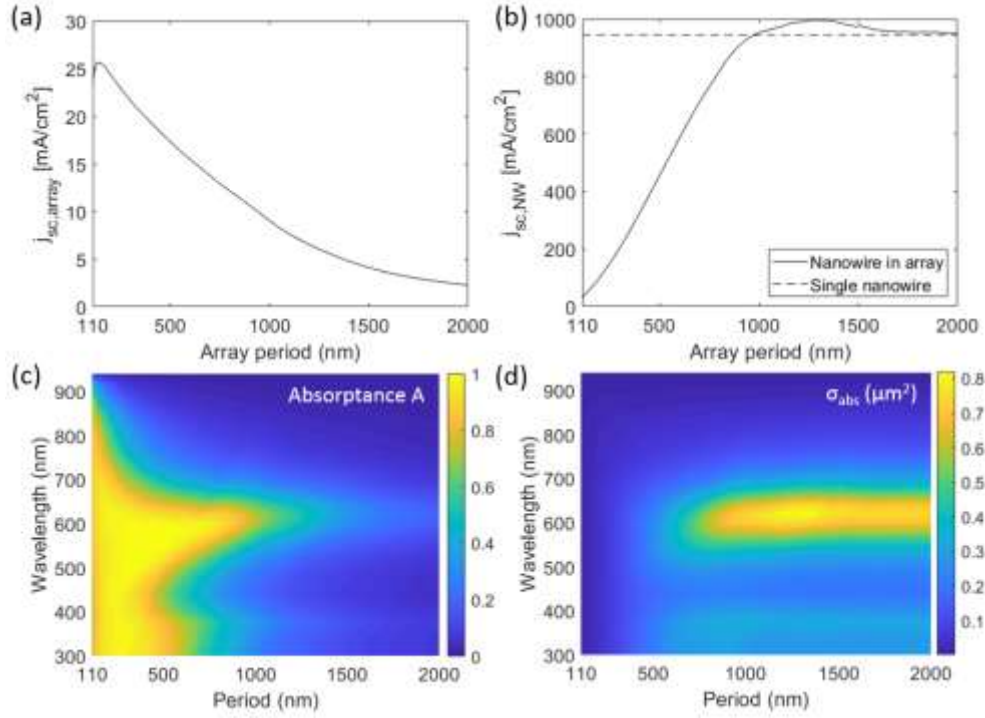 (a)
30
25
20
15
10
5
0
j_sc,array [mA/cm²]
110 500 1000 1500 2000
Array period (nm)
(b)
1000
800
600
400
200
0
j_sc,NW [mA/cm²]
Nanowire in array
Single nanowire
110 500 1000 1500 2000
Array period (nm)
(c)
Absorptance A
900
800
700
600
500
400
300
Wavelength (nm)
110 500 1000 1500 2000
Period (nm)
1
0.8
0.6
0.4
0.2
0
(d)
σ_abs (μm²)
900
800
700
600
500
400
300
Wavelength (nm)
110 500 1000 1500 2000
Period (nm)
0.8
0.7
0.6
0.5
0.4
0.3
0.2
0.1